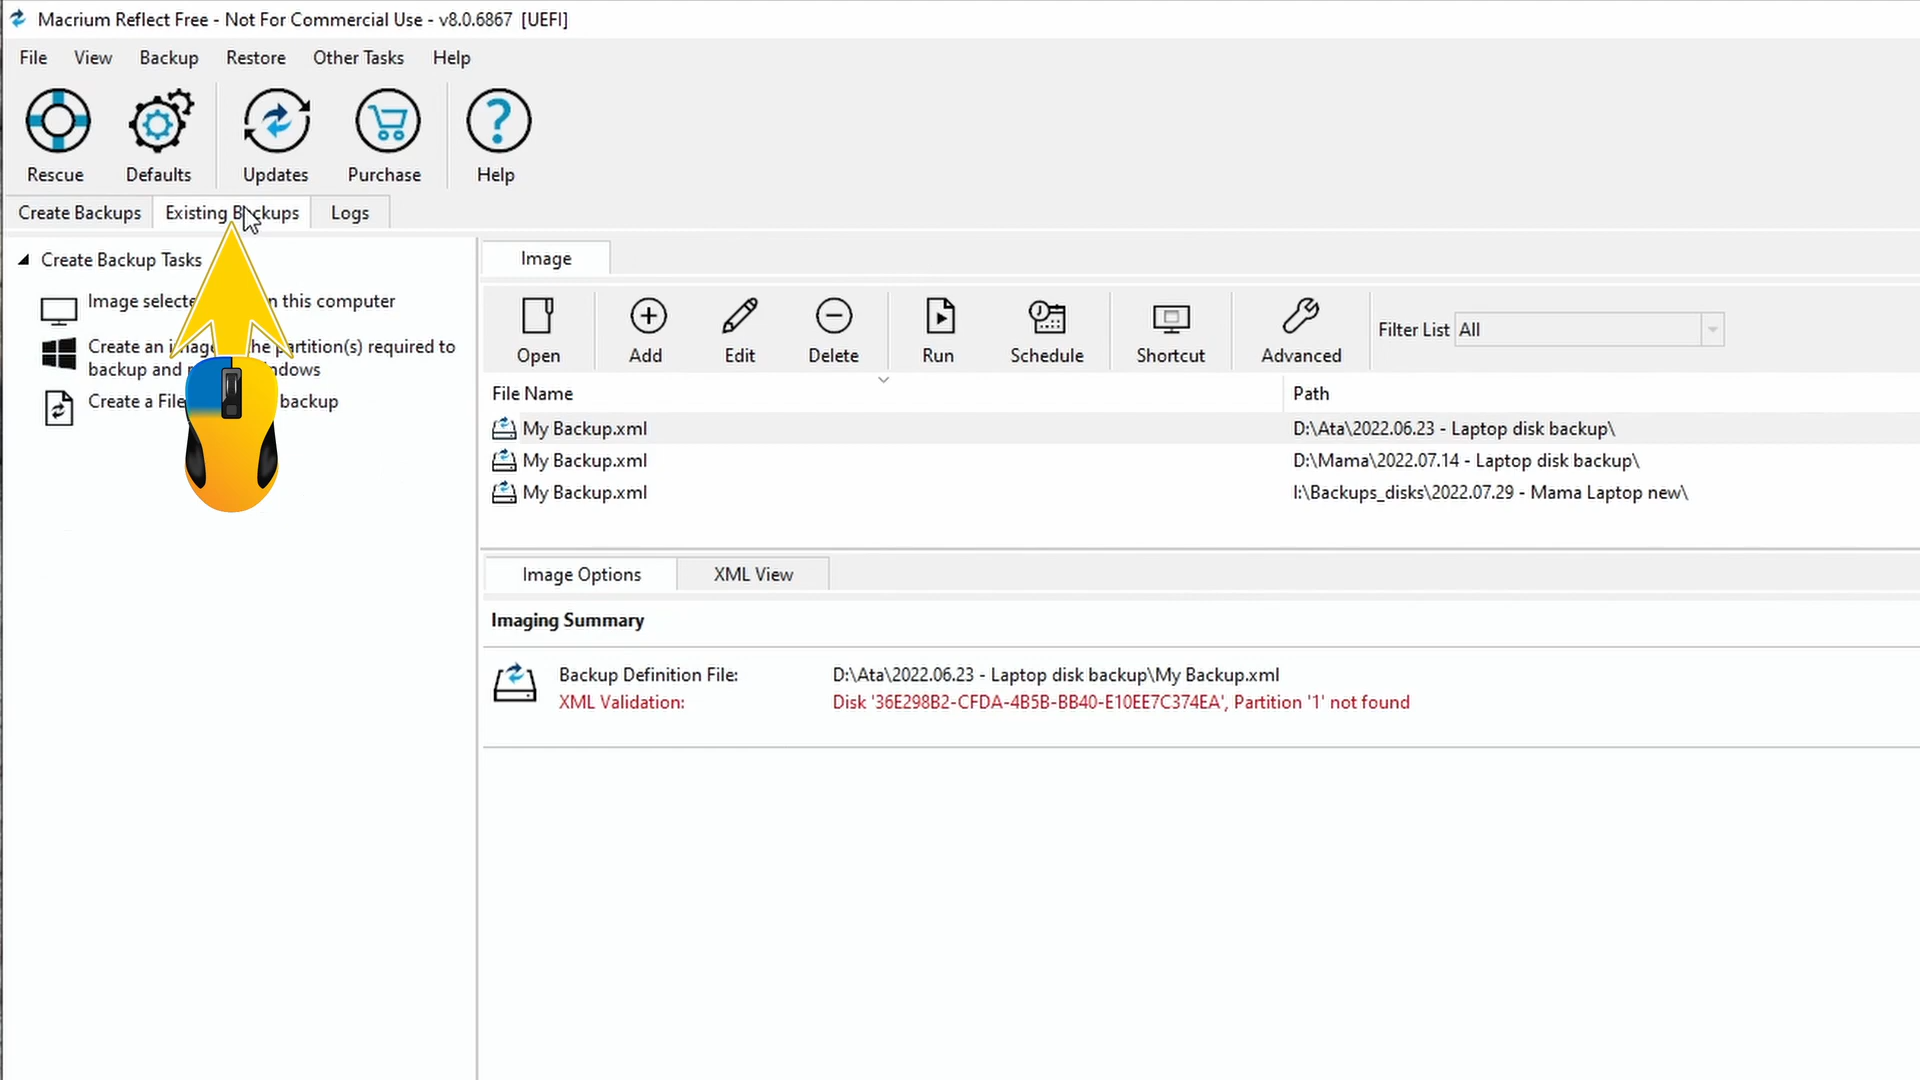 Macrium Reflect Free - Not For Commercial Use - v8.0.6867 [UEFI]
File View Backup Restore Other Tasks Help
Rescue Defaults Updates Purchase Help
Create Backups Existing Backups Logs
Create Backup Tasks
Image n this computer
Create an he partition(s) required to
backup and
Create a File backup
Image
Open Add Edit Delete Run Schedule Shortcut Advanced Filter List All
File Name Path
My Backup.xml D:\Ata\2022.06.23 - Laptop disk backup\
My Backup.xml D:\Mama\2022.07.14 - Laptop disk backup\
My Backup.xml I:\Backups_disks\2022.07.29 - Mama Laptop new\
Image Options XML View
Imaging Summary
Backup Definition File: D:\Ata\2022.06.23 - Laptop disk backup\My Backup.xml
XML Validation: Disk '36E298B2-CFDA-4B5B-BB40-E10EE7C374EA', Partition '1' not found